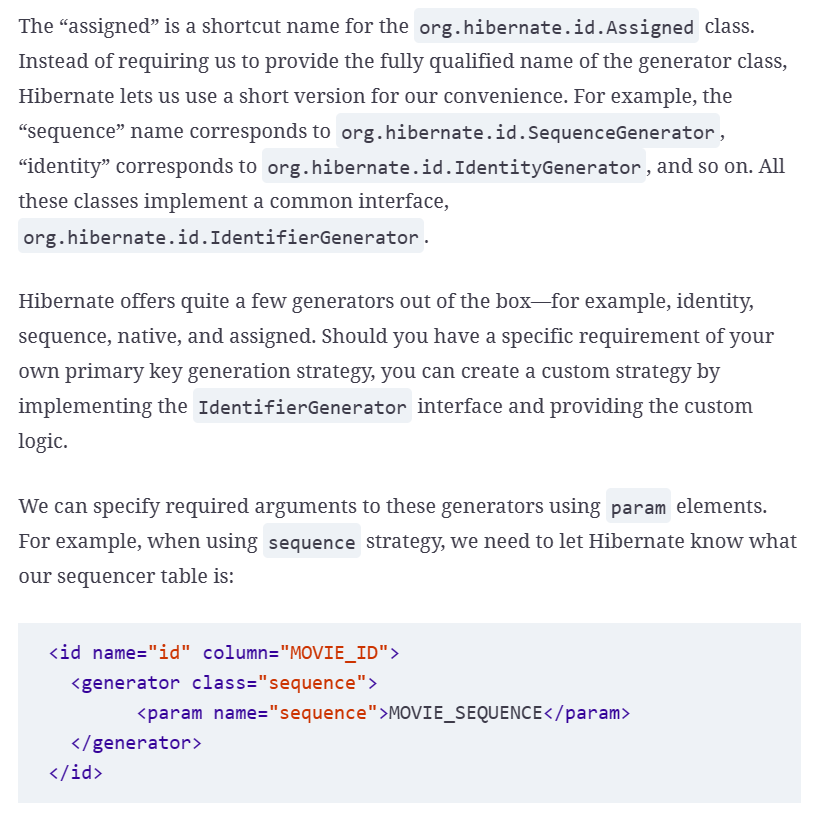 The “assigned” is a shortcut name for the org.hibernate.id.Assigned class.
Instead of requiring us to provide the fully qualified name of the generator class,
Hibernate lets us use a short version for our convenience. For example, the
“sequence” name corresponds to org.hibernate.id.SequenceGenerator,
“identity” corresponds to org.hibernate.id.IdentityGenerator, and so on. All
these classes implement a common interface,
org.hibernate.id.IdentifierGenerator.
Hibernate offers quite a few generators out of the box—for example, identity,
sequence, native, and assigned. Should you have a specific requirement of your
own primary key generation strategy, you can create a custom strategy by
implementing the IdentifierGenerator interface and providing the custom
logic.
We can specify required arguments to these generators using param elements.
For example, when using sequence strategy, we need to let Hibernate know what
our sequencer table is:
<id name="id" column="MOVIE_ID">
<generator class="sequence">
<param name="sequence">MOVIE_SEQUENCE</param>
</generator>
</id>